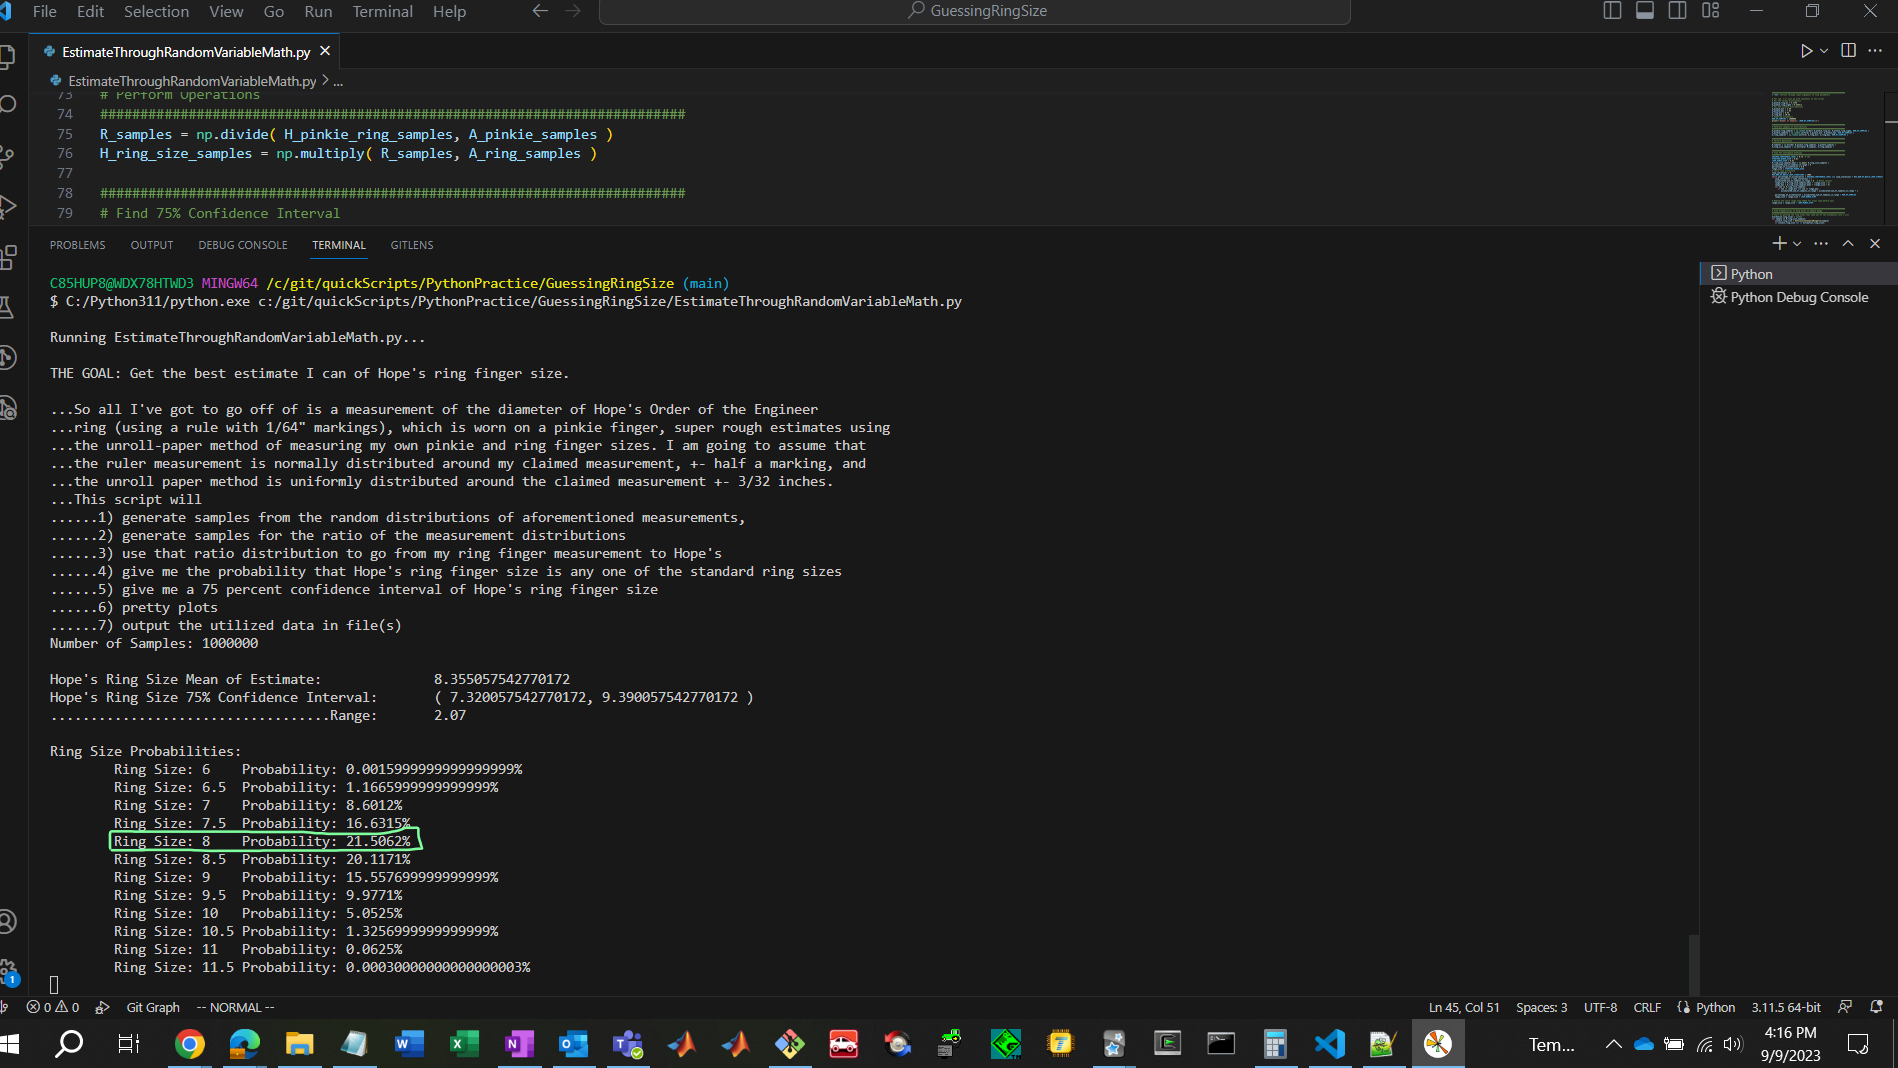 File Edit Selection View Go Run Terminal Help
GuessingRingSize
EstimateThroughRandomVariableMath.py
EstimateThroughRandomVariableMath.py > ...
73 # Perform Operations
74 #########################################################################
75 R_samples = np.divide( H_pinkie_ring_samples, A_pinkie_samples )
76 H_ring_size_samples = np.multiply( R_samples, A_ring_samples )
77
78 #########################################################################
79 # Find 75% Confidence Interval
PROBLEMS OUTPUT DEBUG CONSOLE TERMINAL GITLENS
Python
Python Debug Console
C85HUP8@WDX78HTWD3 MINGW64 /c/git/quickScripts/PythonPractice/GuessingRingSize (main)
$ C:/Python311/python.exe c:/git/quickScripts/PythonPractice/GuessingRingSize/EstimateThroughRandomVariableMath.py
Running EstimateThroughRandomVariableMath.py...
THE GOAL: Get the best estimate I can of Hope's ring finger size.
...So all I've got to go off of is a measurement of the diameter of Hope's Order of the Engineer
...ring (using a rule with 1/64" markings), which is worn on a pinkie finger, super rough estimates using
...the unroll-paper method of measuring my own pinkie and ring finger sizes. I am going to assume that
...the ruler measurement is normally distributed around my claimed measurement, +- half a marking, and
...the unroll paper method is uniformly distributed around the claimed measurement +- 3/32 inches.
...This script will
......1) generate samples from the random distributions of aforementioned measurements,
......2) generate samples for the ratio of the measurement distributions
......3) use that ratio distribution to go from my ring finger measurement to Hope's
......4) give me the probability that Hope's ring finger size is any one of the standard ring sizes
......5) give me a 75 percent confidence interval of Hope's ring finger size
......6) pretty plots
......7) output the utilized data in file(s)
Number of Samples: 1000000
Hope's Ring Size Mean of Estimate: 8.355057542770172
Hope's Ring Size 75% Confidence Interval: ( 7.320057542770172, 9.390057542770172 )
...................................Range: 2.07
Ring Size Probabilities:
Ring Size: 6 Probability: 0.0015999999999999999%
Ring Size: 6.5 Probability: 1.1665999999999999%
Ring Size: 7 Probability: 8.6012%
Ring Size: 7.5 Probability: 16.6315%
Ring Size: 8 Probability: 21.5062%
Ring Size: 8.5 Probability: 20.1171%
Ring Size: 9 Probability: 15.557699999999999%
Ring Size: 9.5 Probability: 9.9771%
Ring Size: 10 Probability: 5.0525%
Ring Size: 10.5 Probability: 1.3256999999999999%
Ring Size: 11 Probability: 0.0625%
Ring Size: 11.5 Probability: 0.00030000000000000003%
1
0 0 Git Graph -- NORMAL -- Ln 45, Col 51 Spaces: 3 UTF-8 CRLF Python 3.11.5 64-bit
Tem...
4:16 PM
9/9/2023